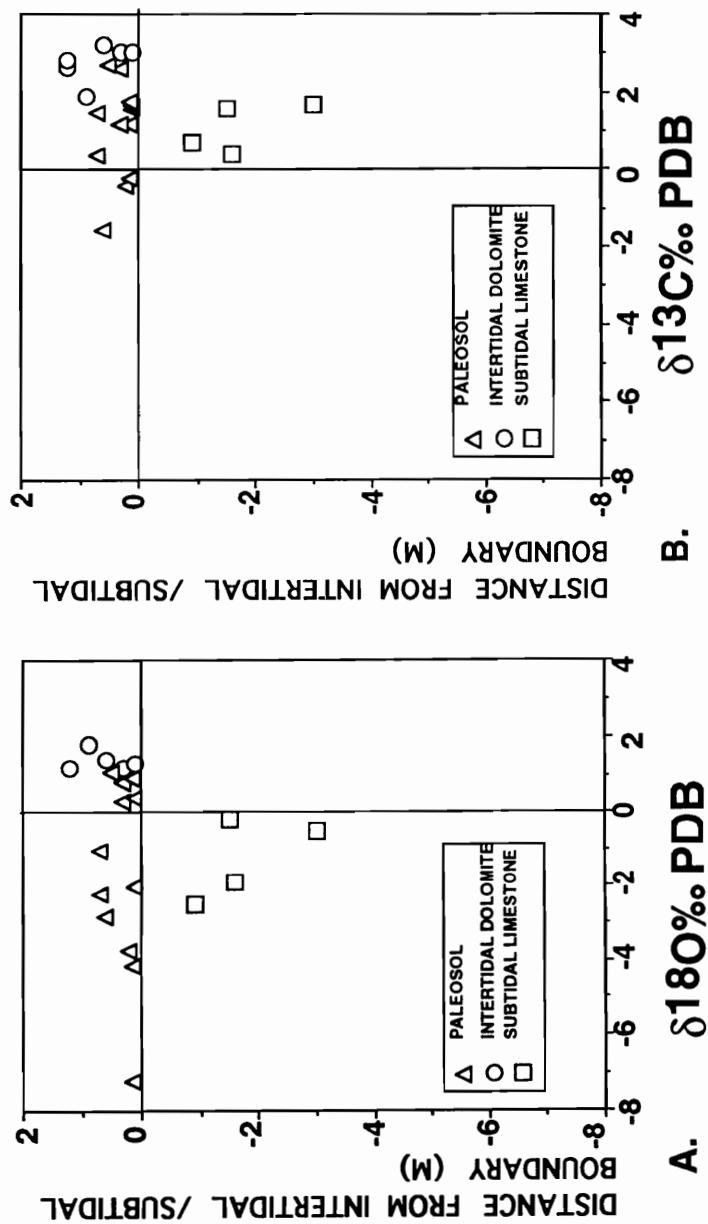 DISTANCE FROM INTERTIDAL /SUBTIDAL
BOUNDARY (M)
2
0
-2
-4
-6
-8
PALEOSOL
INTERTIDAL DOLOMITE
SUBTIDAL LIMESTONE
-8
-6
-4
-2
0
2
4
A.
δ18O‰ PDB
DISTANCE FROM INTERTIDAL /SUBTIDAL
BOUNDARY (M)
2
0
-2
-4
-6
-8
PALEOSOL
INTERTIDAL DOLOMITE
SUBTIDAL LIMESTONE
-8
-6
-4
-2
0
2
4
B.
δ13C‰ PDB